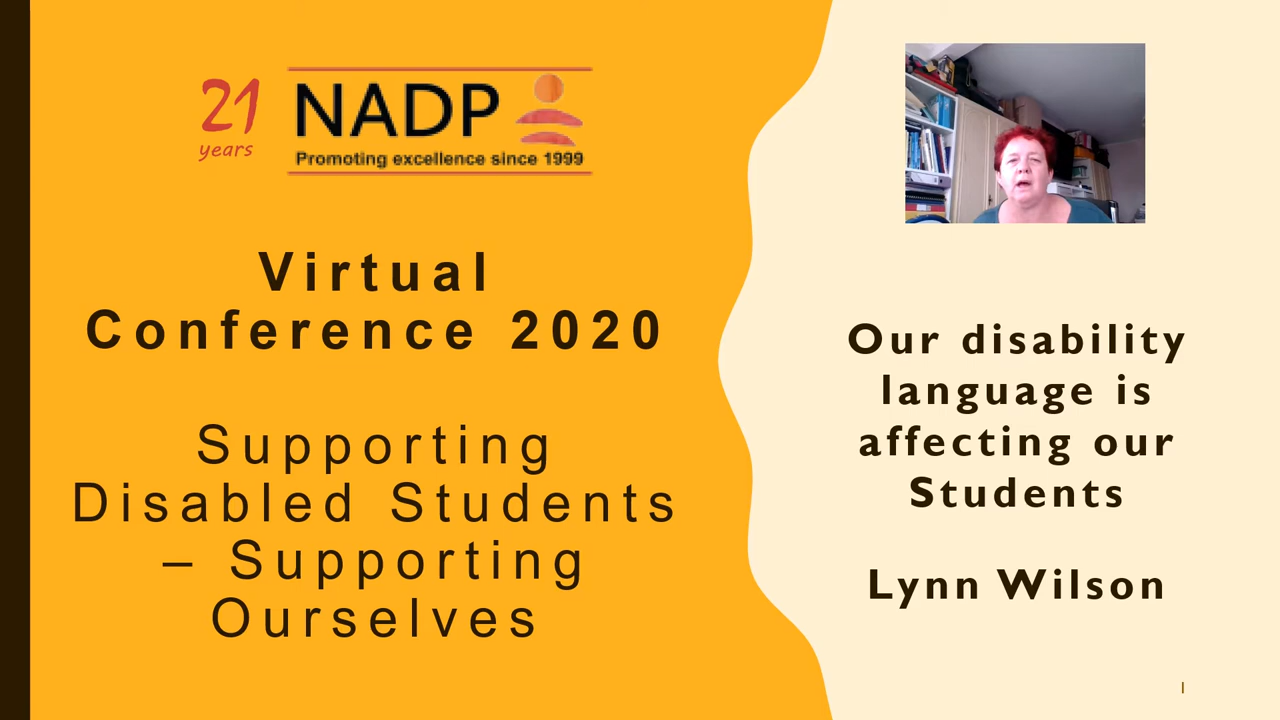 21
years
NADP
Promoting excellence since 1999
Virtual
Conference 2020
Supporting
Disabled Students
– Supporting
Ourselves
Our disability
language is
affecting our
Students
Lynn Wilson
1